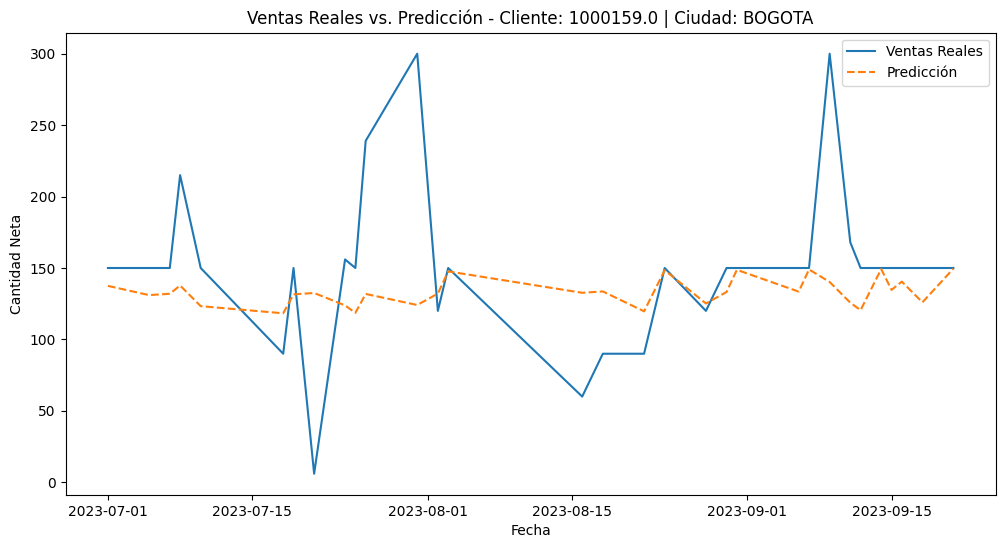 Ventas Reales vs. Predicción - Cliente: 1000159.0 | Ciudad: BOGOTA
Ventas Reales
Predicción
Cantidad Neta
300
250
200
150
100
50
0
2023-07-01
2023-07-15
2023-08-01
2023-08-15
2023-09-01
2023-09-15
Fecha